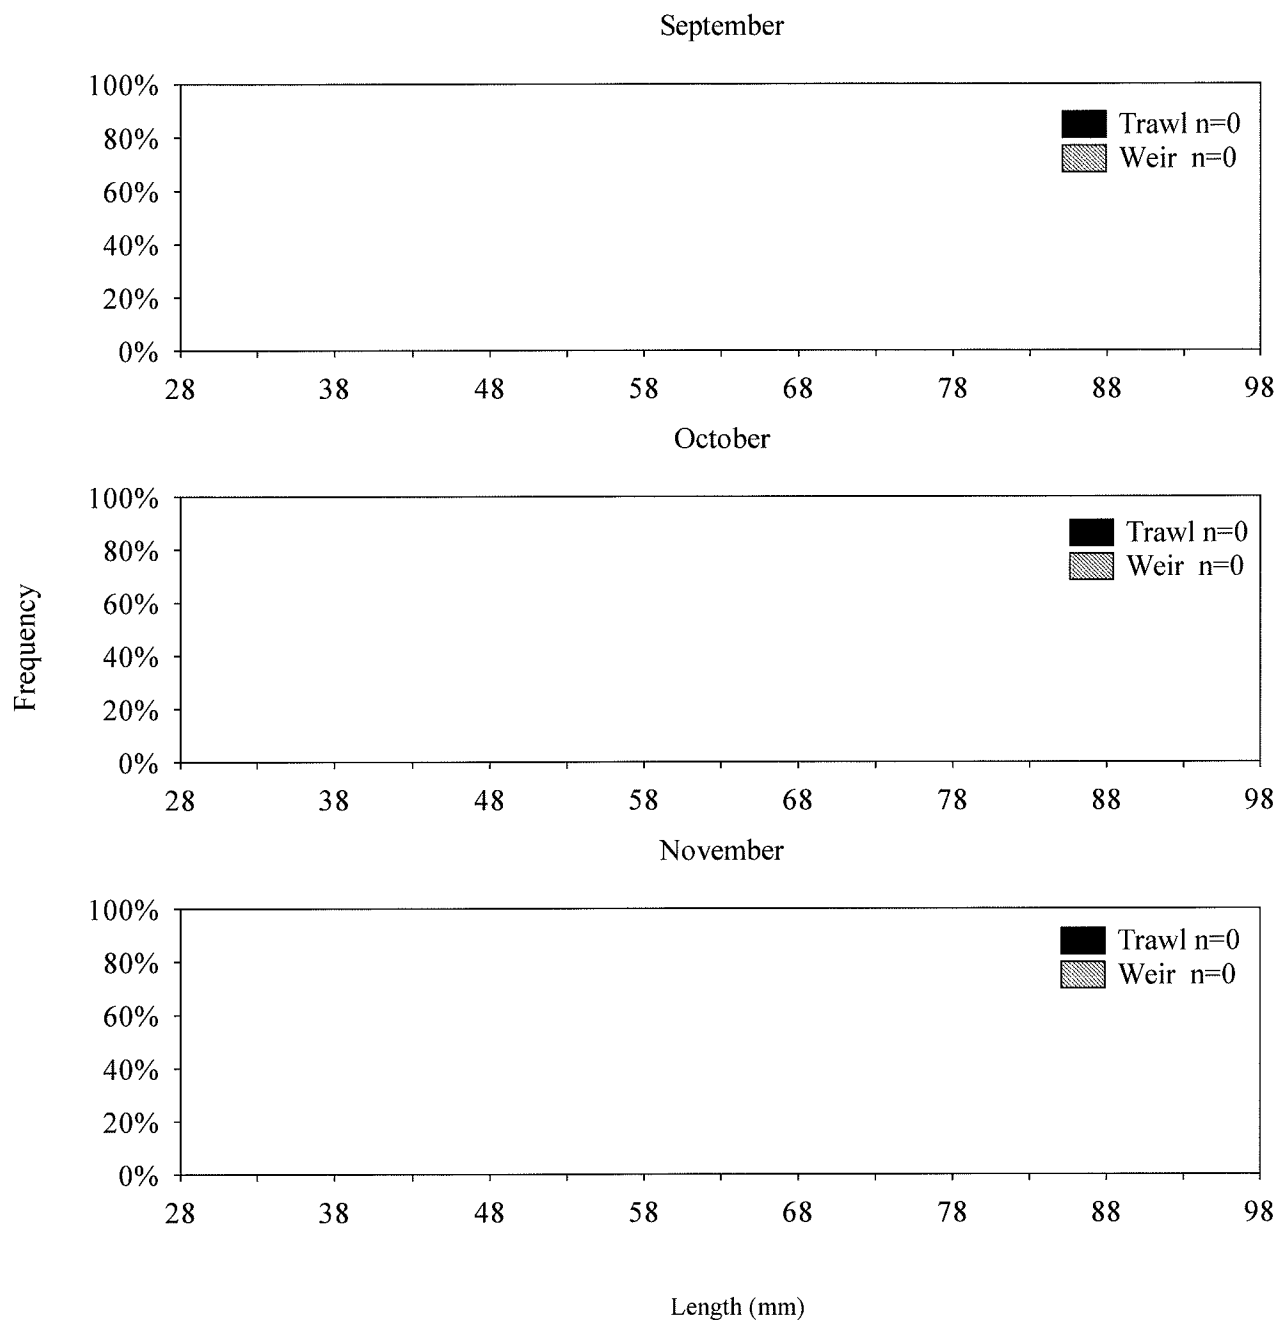 September
100%
80%
60%
40%
20%
0%
Trawl n=0
Weir n=0
28 38 48 58 68 78 88 98
October
100%
80%
60%
40%
20%
0%
Trawl n=0
Weir n=0
28 38 48 58 68 78 88 98
Frequency
November
100%
80%
60%
40%
20%
0%
Trawl n=0
Weir n=0
28 38 48 58 68 78 88 98
Length (mm)